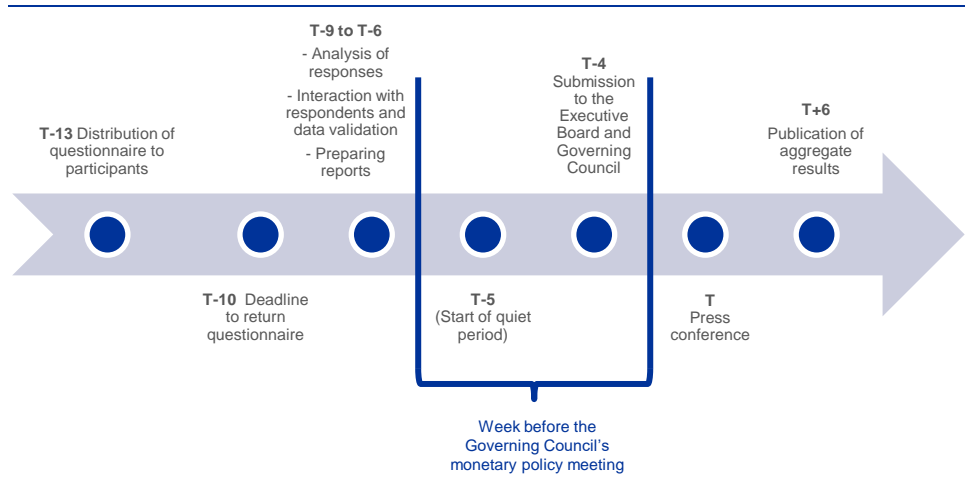 T-13 Distribution of
questionnaire to
participants
T-10 Deadline
to return
questionnaire
T-9 to T-6
- Analysis of
responses
- Interaction with
respondents and
data validation
- Preparing
reports
T-5
(Start of quiet
period)
T-4
Submission
to the
Executive
Board and
Governing
Council
T
Press
conference
T+6
Publication of
aggregate
results
Week before the
Governing Council's
monetary policy meeting